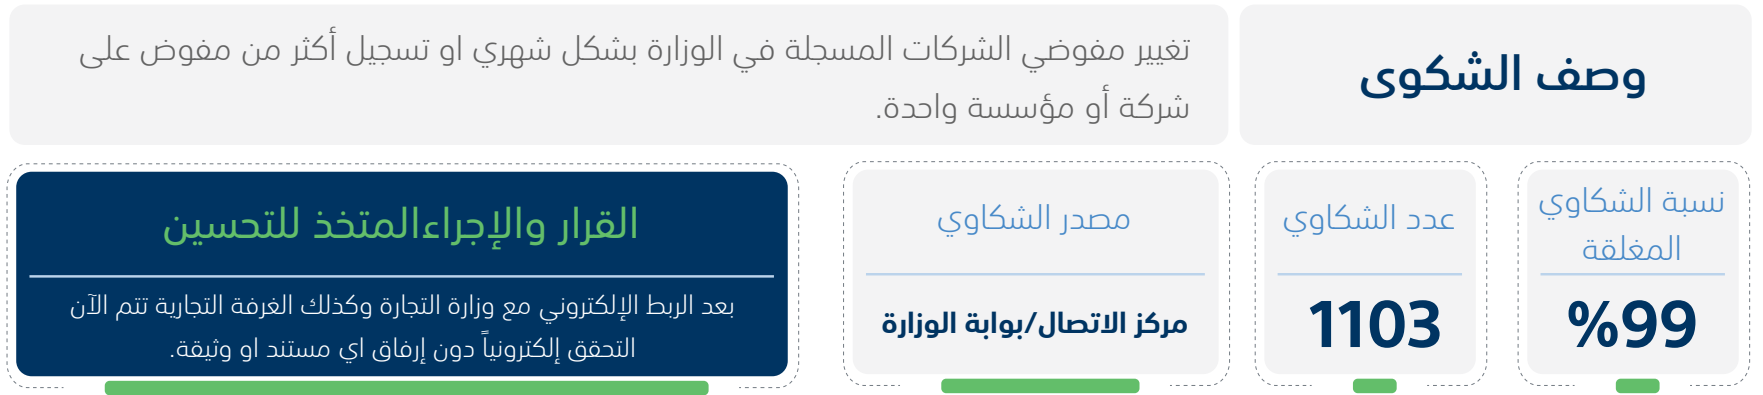 وصف الشكوى
تغيير مفوضي الشركات المسجلة في الوزارة بشكل شهري او تسجيل أكثر من مفوض على
شركة أو مؤسسة واحدة.
نسبة الشكاوي
المغلقة
%99
عدد الشكاوي
1103
مصدر الشكاوي
مركز الاتصال/بوابة الوزارة
القرار والإجراءالمتخذ للتحسين
بعد الربط الإلكتروني مع وزارة التجارة وكذلك الغرفة التجارية تتم الآن
التحقق إلكترونياً دون إرفاق اي مستند او وثيقة.